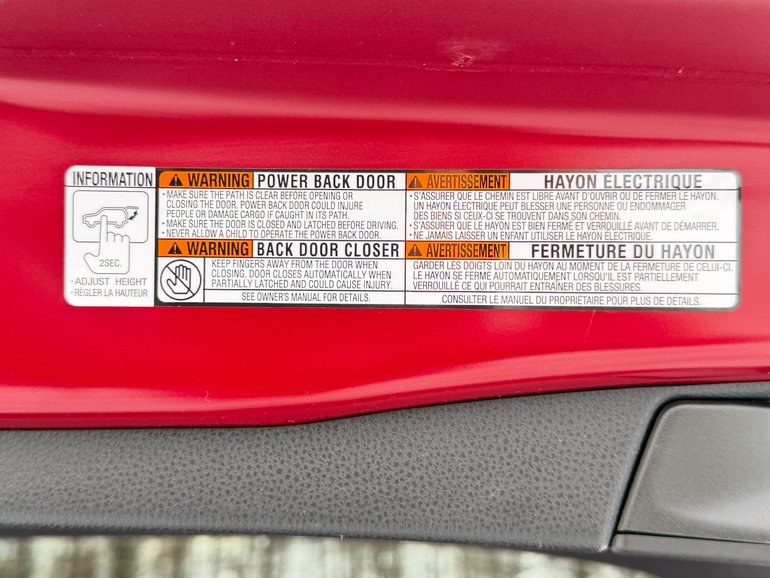 INFORMATION
2SEC.
• ADJUST HEIGHT
• RÉGLER LA HAUTEUR
WARNING POWER BACK DOOR
• MAKE SURE THE PATH IS CLEAR BEFORE OPENING OR
CLOSING THE DOOR. POWER BACK DOOR COULD INJURE
PEOPLE OR DAMAGE CARGO IF CAUGHT IN ITS PATH.
• MAKE SURE THE DOOR IS CLOSED AND LATCHED BEFORE DRIVING.
• NEVER ALLOW A CHILD TO OPERATE THE POWER BACK DOOR.
WARNING BACK DOOR CLOSER
KEEP FINGERS AWAY FROM THE DOOR WHEN
CLOSING. DOOR CLOSES AUTOMATICALLY WHEN
PARTIALLY LATCHED AND COULD CAUSE INJURY.
SEE OWNER'S MANUAL FOR DETAILS.
AVERTISSEMENT HAYON ÉLECTRIQUE
• S'ASSURER QUE LE CHEMIN EST LIBRE AVANT D'OUVRIR OU DE FERMER LE HAYON.
UN HAYON ÉLECTRIQUE PEUT BLESSER UNE PERSONNE OU ENDOMMAGER
DES BIENS SI CEUX-CI SE TROUVENT DANS SON CHEMIN.
• S'ASSURER QUE LE HAYON EST BIEN FERMÉ ET VERROUILLÉ AVANT DE DÉMARRER.
• NE JAMAIS LAISSER UN ENFANT UTILISER LE HAYON ÉLECTRIQUE.
AVERTISSEMENT FERMETURE DU HAYON
GARDER LES DOIGTS LOIN DU HAYON AU MOMENT DE LA FERMETURE DE CELUI-CI.
LE HAYON SE FERME AUTOMATIQUEMENT LORSQU'IL EST PARTIELLEMENT
VERROUILLÉ CE QUI POURRAIT ENTRAÎNER DES BLESSURES.
CONSULTER LE MANUEL DU PROPRIÉTAIRE POUR PLUS DE DÉTAILS.